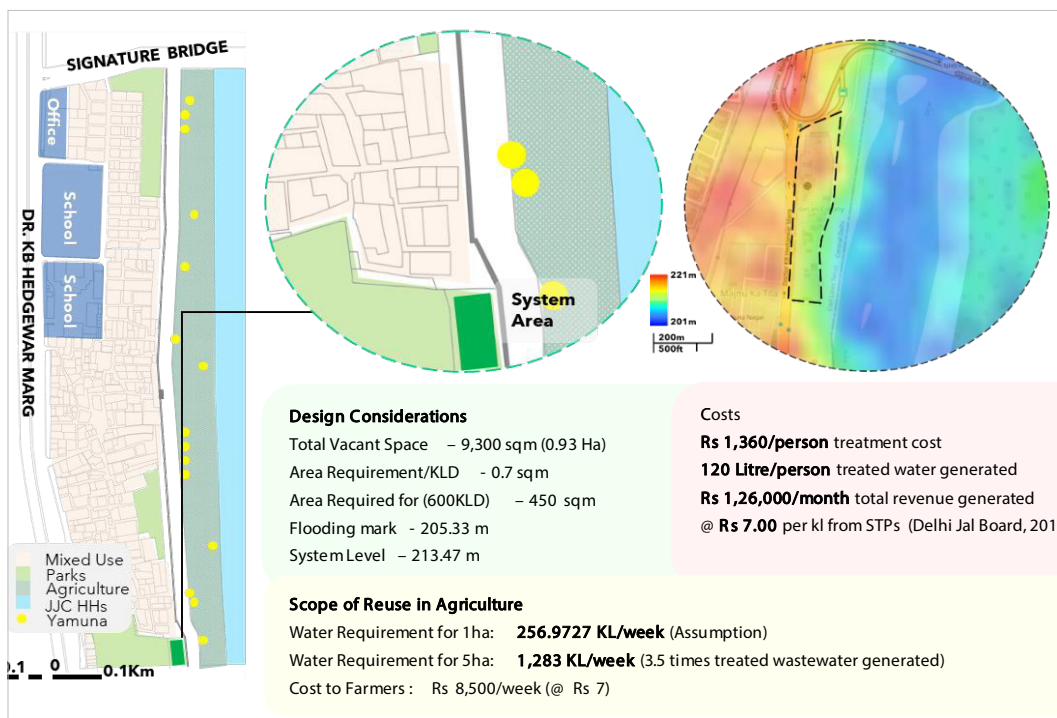 SIGNATURE BRIDGE
Office
School
School
DR. KB HEDGEWAR MARG
Mixed Use
Parks
Agriculture
JJC HHs
Yamuna
0.1
0
0.1Km
System
Area
221m
201m
200m
500ft
Majnu Ka Tila
Design Considerations
Total Vacant Space – 9,300 sqm (0.93 Ha)
Area Requirement/KLD - 0.7 sqm
Area Required for (600KLD) – 450 sqm
Flooding mark - 205.33 m
System Level – 213.47 m
Costs
Rs 1,360/person treatment cost
120 Litre/person treated water generated
Rs 1,26,000/month total revenue generated
@ Rs 7.00 per kl from STPs (Delhi Jal Board, 201
Scope of Reuse in Agriculture
Water Requirement for 1ha: 256.9727 KL/week (Assumption)
Water Requirement for 5ha: 1,283 KL/week (3.5 times treated wastewater generated)
Cost to Farmers : Rs 8,500/week (@ Rs 7)